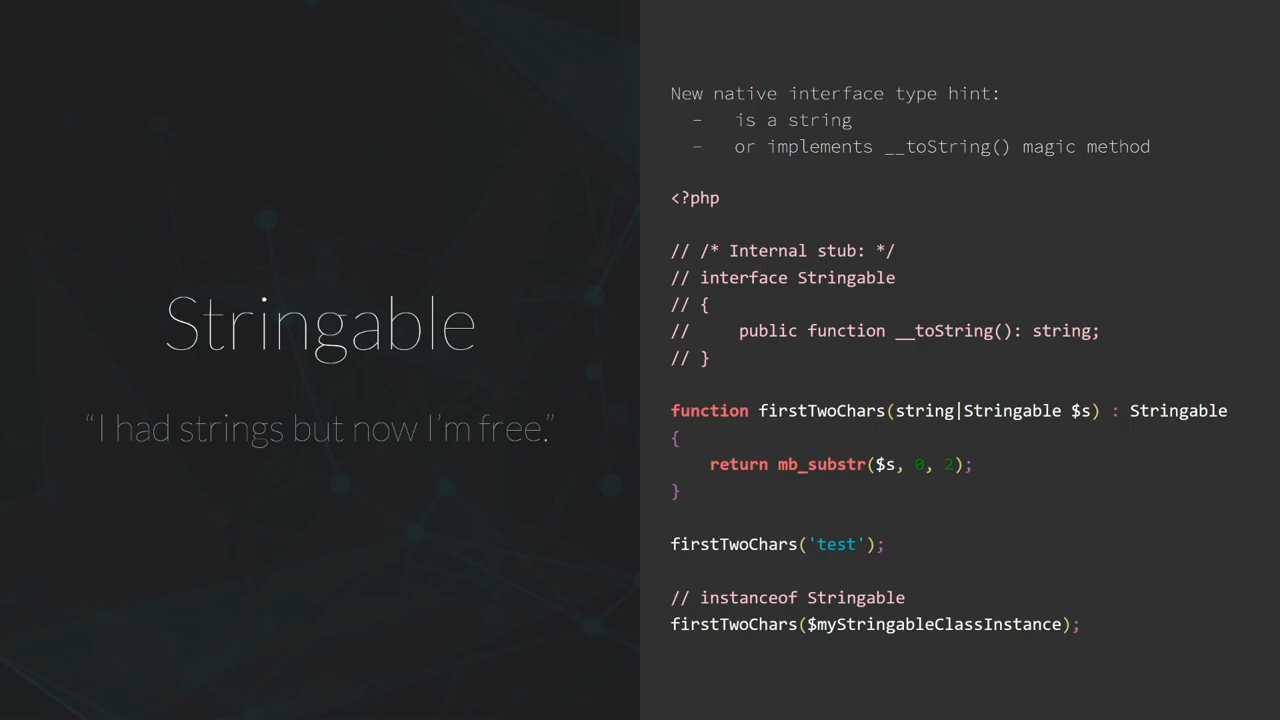 Stringable
“I had strings but now I’m free.”
New native interface type hint:
- is a string
- or implements __toString() magic method
<?php
// /* Internal stub: */
// interface Stringable
// {
//     public function __toString(): string;
// }
function firstTwoChars(string|Stringable $s) : Stringable
{
    return mb_substr($s, 0, 2);
}
firstTwoChars('test');
// instanceof Stringable
firstTwoChars($myStringableClassInstance);